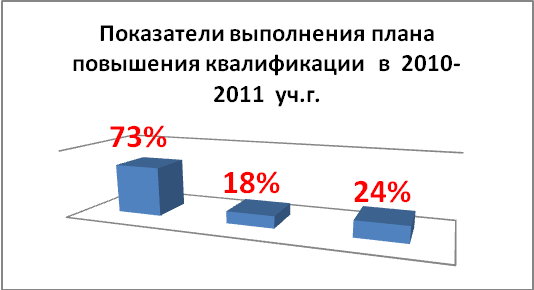 Показатели выполнения плана
повышения квалификации в 2010-
2011 уч.г.
73%
18%
24%